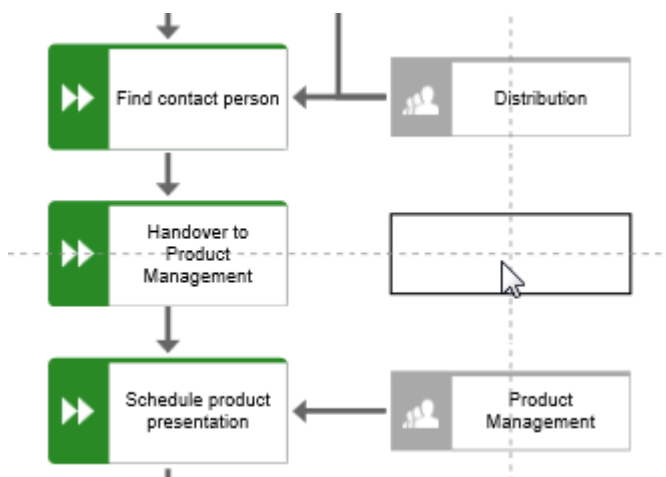 Find contact person
Distribution
Handover to
Product
Management
Schedule product
presentation
Product
Management